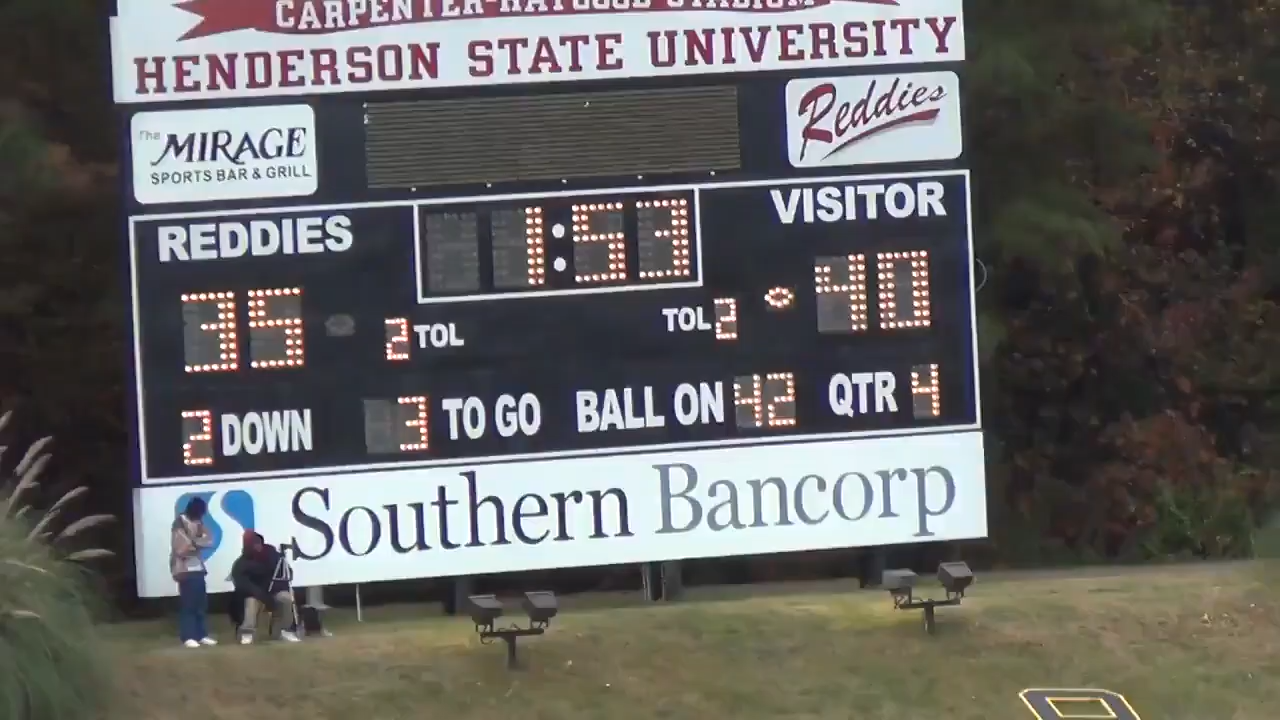 CARPENTER-HAYGOOD STADIUM
HENDERSON STATE UNIVERSITY
The MIRAGE
SPORTS BAR & GRILL
Reddies
REDDIES
1:53
VISITOR
35
2 TOL
TOL 2
40
2 DOWN
3 TO GO
BALL ON 42
QTR 4
Southern Bancorp